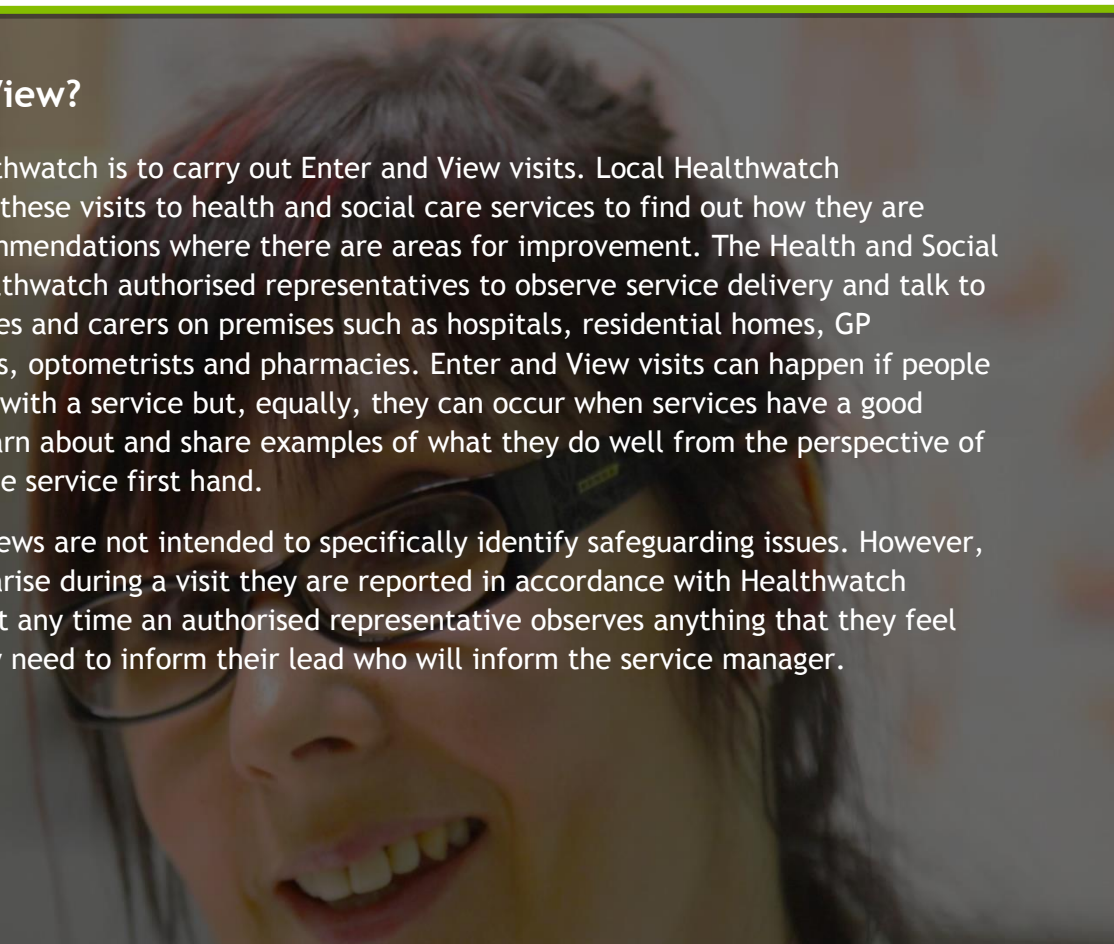 View?
thwatch is to carry out Enter and View visits. Local Healthwatch
these visits to health and social care services to find out how they are
mmendations where there are areas for improvement. The Health and Social
lthwatch authorised representatives to observe service delivery and talk to
es and carers on premises such as hospitals, residential homes, GP
s, optometrists and pharmacies. Enter and View visits can happen if people
with a service but, equally, they can occur when services have a good
arn about and share examples of what they do well from the perspective of
e service first hand.
ews are not intended to specifically identify safeguarding issues. However,
arise during a visit they are reported in accordance with Healthwatch
t any time an authorised representative observes anything that they feel
y need to inform their lead who will inform the service manager.